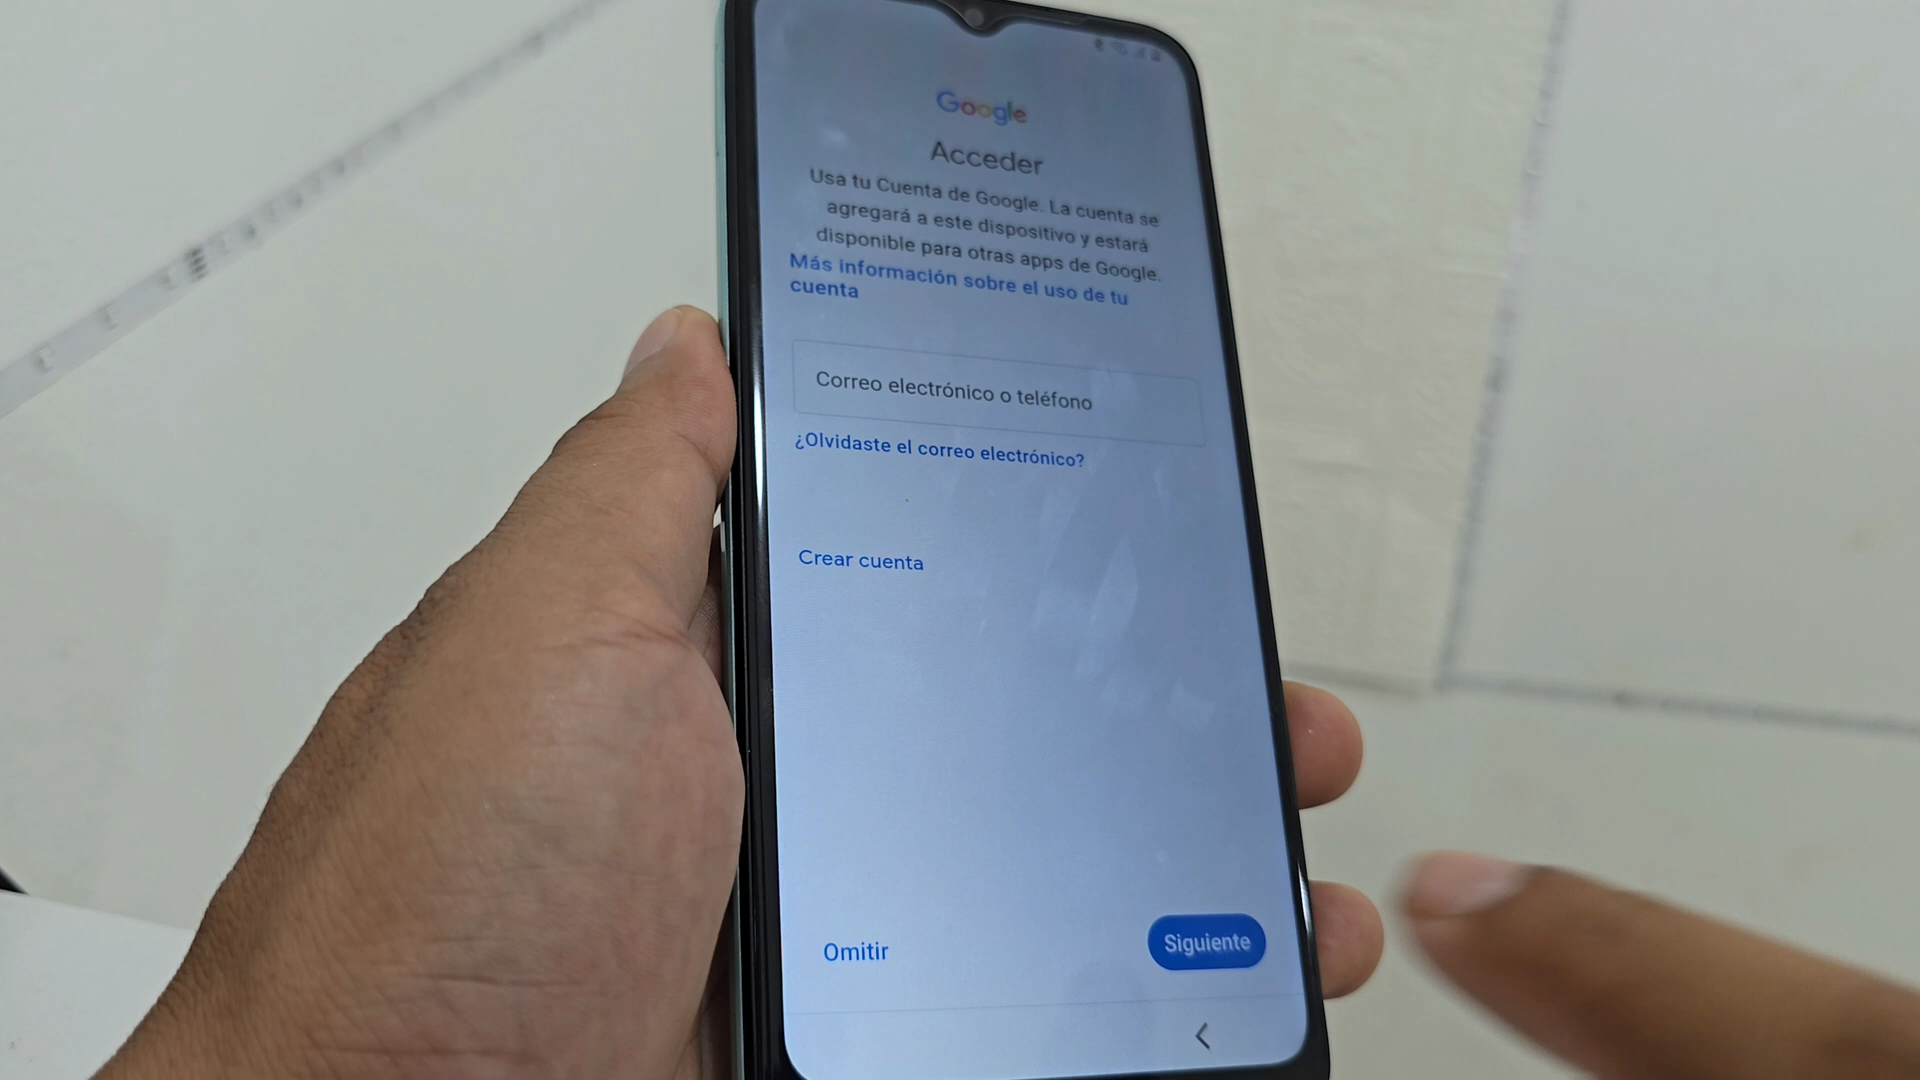 Google
Acceder
Usa tu Cuenta de Google. La cuenta se
agregará a este dispositivo y estará
disponible para otras apps de Google.
Más información sobre el uso de tu
cuenta
Correo electrónico o teléfono
¿Olvidaste el correo electrónico?
Crear cuenta
Omitir
Siguiente